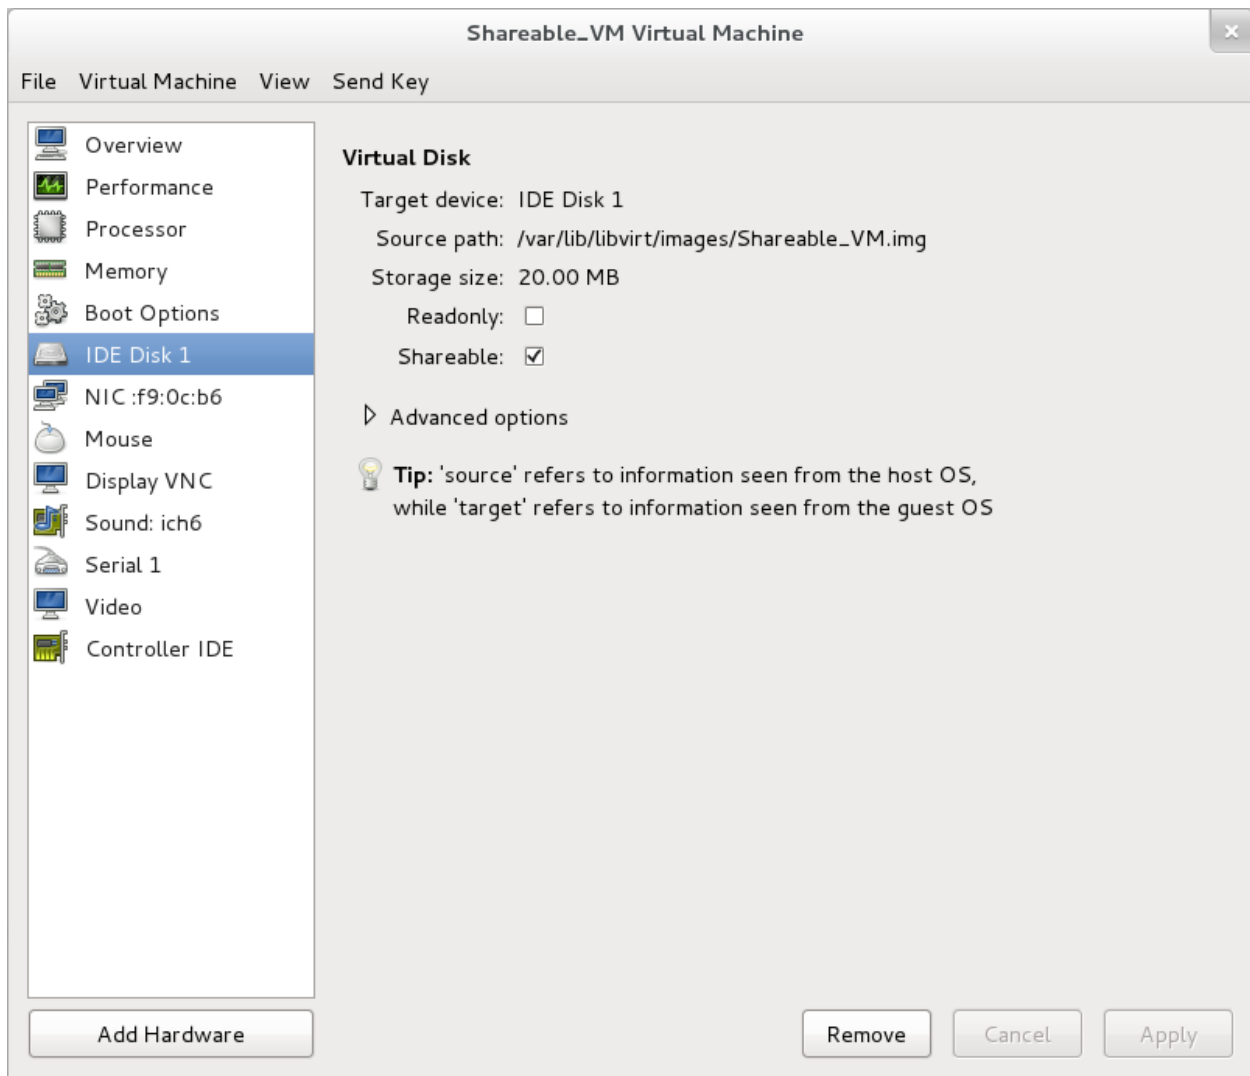 Shareable_VM Virtual Machine
File Virtual Machine View Send Key
Overview
Performance
Processor
Memory
Boot Options
IDE Disk 1
NIC :f9:0c:b6
Mouse
Display VNC
Sound: ich6
Serial 1
Video
Controller IDE
Add Hardware
Virtual Disk
Target device: IDE Disk 1
Source path: /var/lib/libvirt/images/Shareable_VM.img
Storage size: 20.00 MB
Readonly:
Shareable:
Advanced options
Tip: 'source' refers to information seen from the host OS,
while 'target' refers to information seen from the guest OS
Remove Cancel Apply